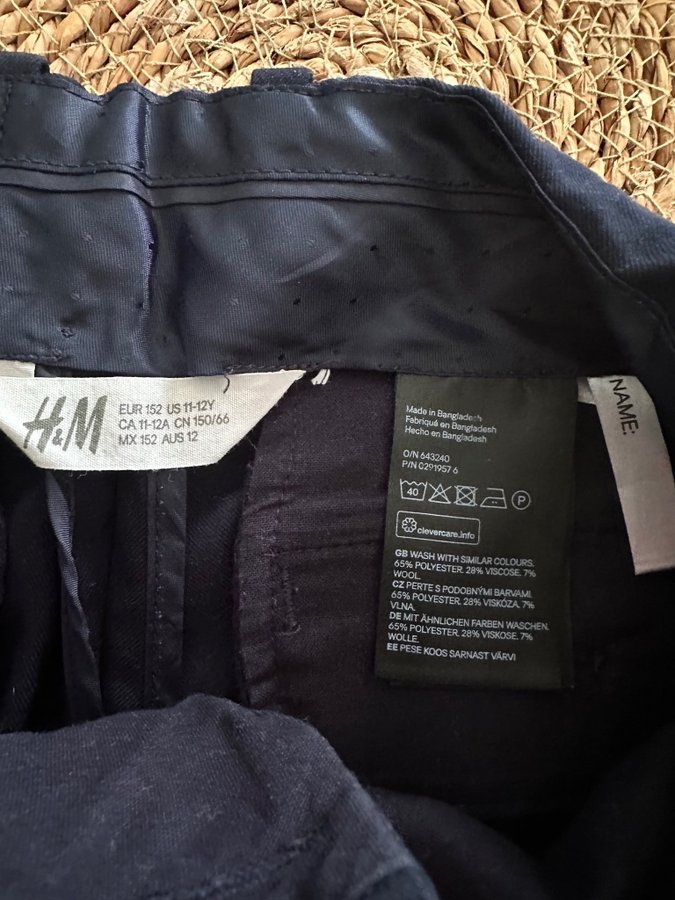 H&M
EUR 152 US 11-12Y
CA 11-12A CN 150/66
MX 152 AUS 12
Made in Bangladesh
Fabriqué en Bangladesh
Hecho en Bangladesh
O/N 643240
P/N 0291957 6
40
P
clevercare.info
GB WASH WITH SIMILAR COLOURS.
65% POLYESTER. 28% VISCOSE. 7%
WOOL.
CZ PERTE S PODOBNÝMI BARVAMI.
65% POLYESTER. 28% VISKÓZA. 7%
VLNA.
DE MIT ÄHNLICHEN FARBEN WASCHEN.
65% POLYESTER. 28% VISKOSE. 7%
WOLLE.
EE PESE KOOS SARNAST VÄRVI
NAME: